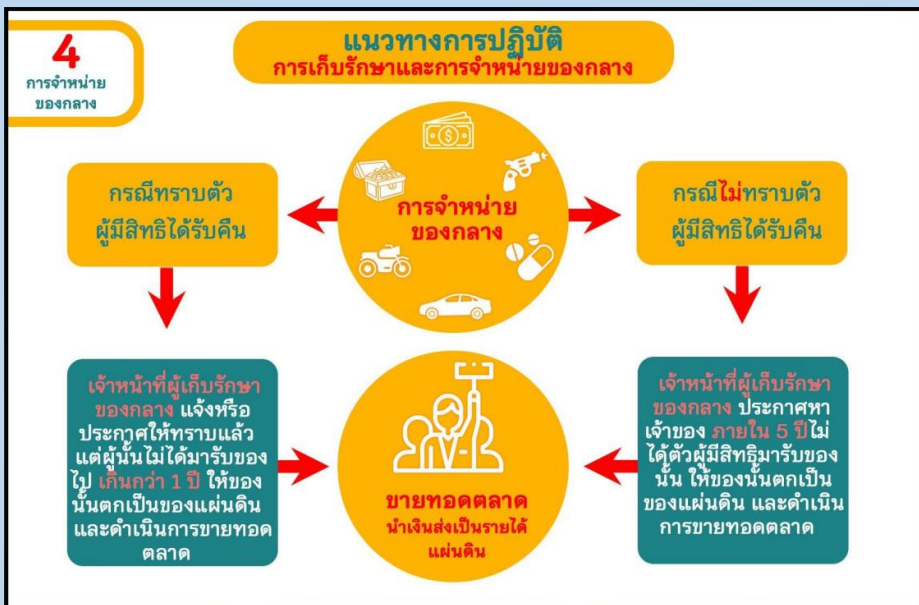 4
การจำหน่าย
ของกลาง
แนวทางการปฏิบัติ
การเก็บรักษาและการจำหน่ายของกลาง
กรณีทราบตัว
ผู้มีสิทธิได้รับคืน
การจำหน่าย
ของกลาง
กรณีไม่ทราบตัว
ผู้มีสิทธิได้รับคืน
เจ้าหน้าที่ผู้เก็บรักษา
ของกลาง แจ้งหรือ
ประกาศให้ทราบแล้ว
แต่ผู้นั้นไม่ได้มารับของ
ไป เกินกว่า 1 ปี ให้ของ
นั้นตกเป็นของแผ่นดิน
และดำเนินการขายทอด
ตลาด
ขายทอดตลาด
นำเงินส่งเป็นรายได้
แผ่นดิน
เจ้าหน้าที่ผู้เก็บรักษา
ของกลาง ประกาศหา
เจ้าของ ภายใน 5 ปีไม่
ได้ตัวผู้มีสิทธิมารับของ
นั้น ให้ของนั้นตกเป็น
ของแผ่นดิน และดำเนิน
การขายทอดตลาด